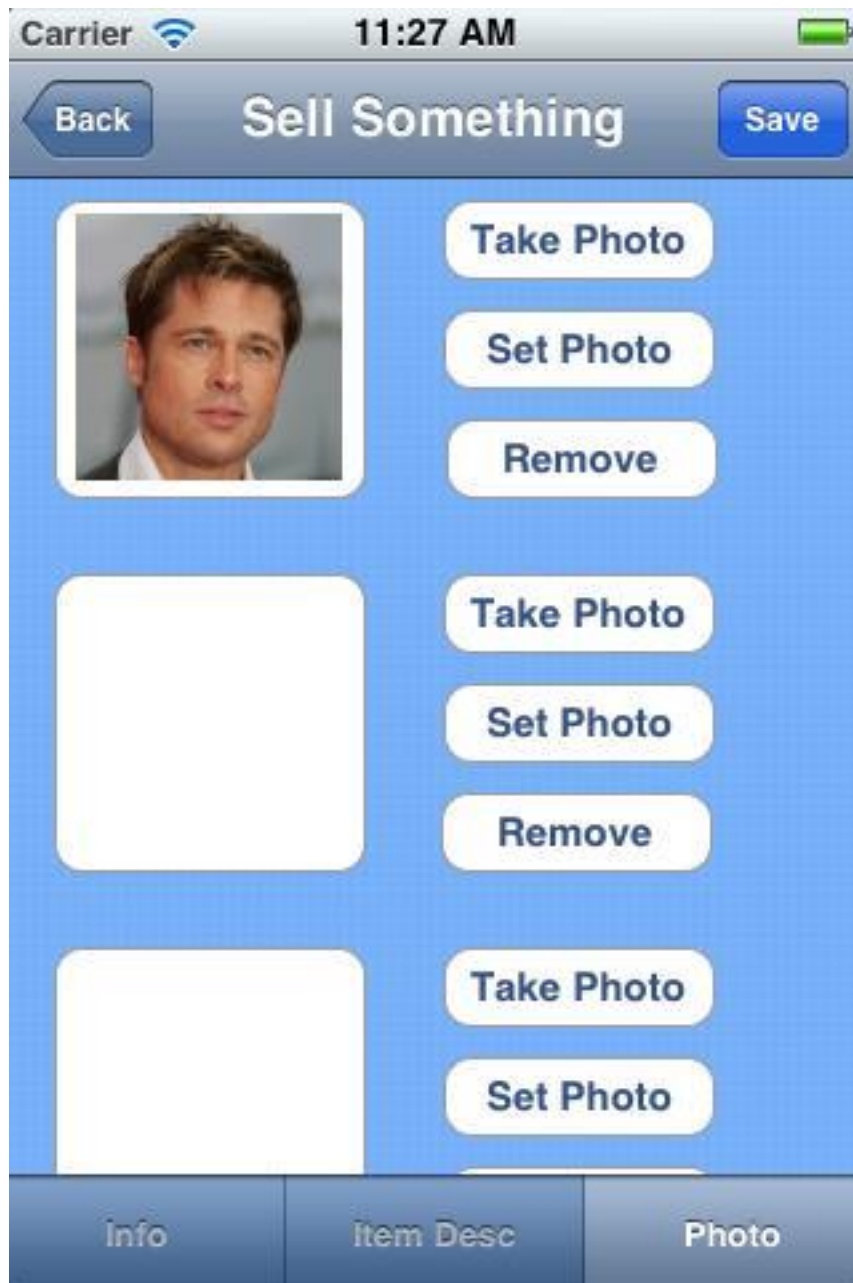 Carrier 11:27 AM
Back Sell Something Save
Take Photo
Set Photo
Remove
Take Photo
Set Photo
Remove
Take Photo
Set Photo
Info Item Desc Photo